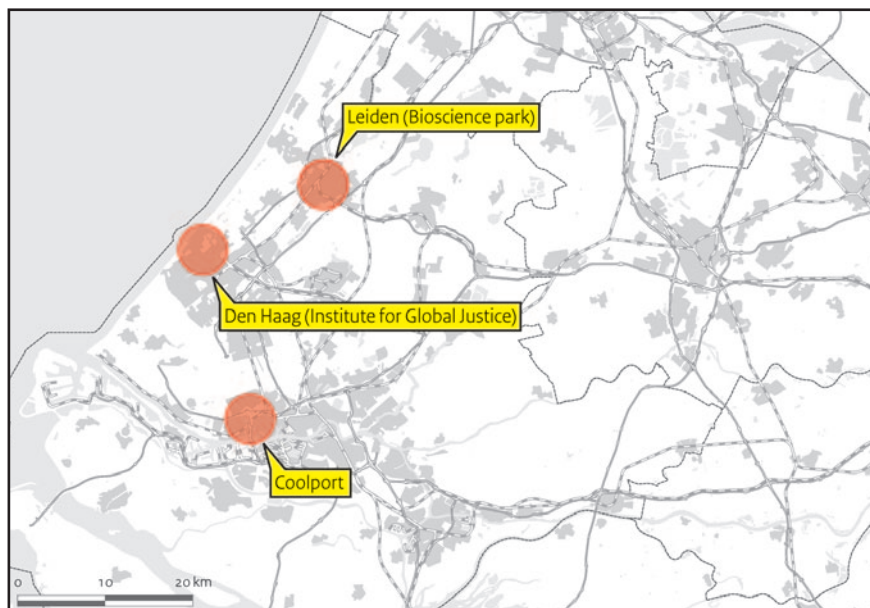 Leiden (Bioscience park)
Den Haag (Institute for Global Justice)
Coolport
0 10 20 km